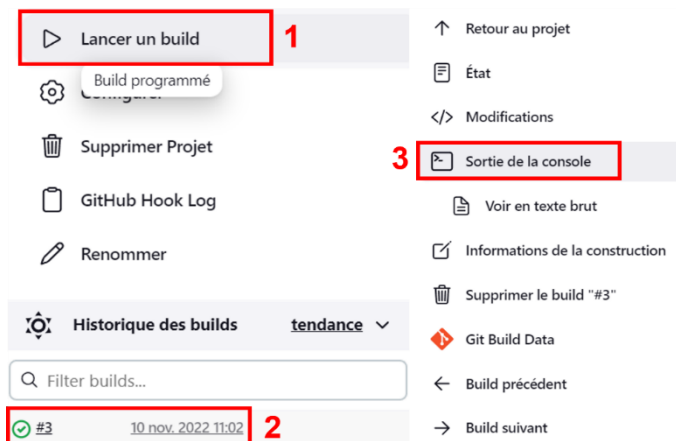 Lancer un build
1
Build programmé
Configurer
Supprimer Projet
GitHub Hook Log
Renommer
Historique des builds
tendance
Filter builds...
#3
10 nov. 2022 11:02
2
Retour au projet
État
</> Modifications
3
Sortie de la console
Voir en texte brut
Informations de la construction
Supprimer le build "#3"
Git Build Data
Build précédent
Build suivant